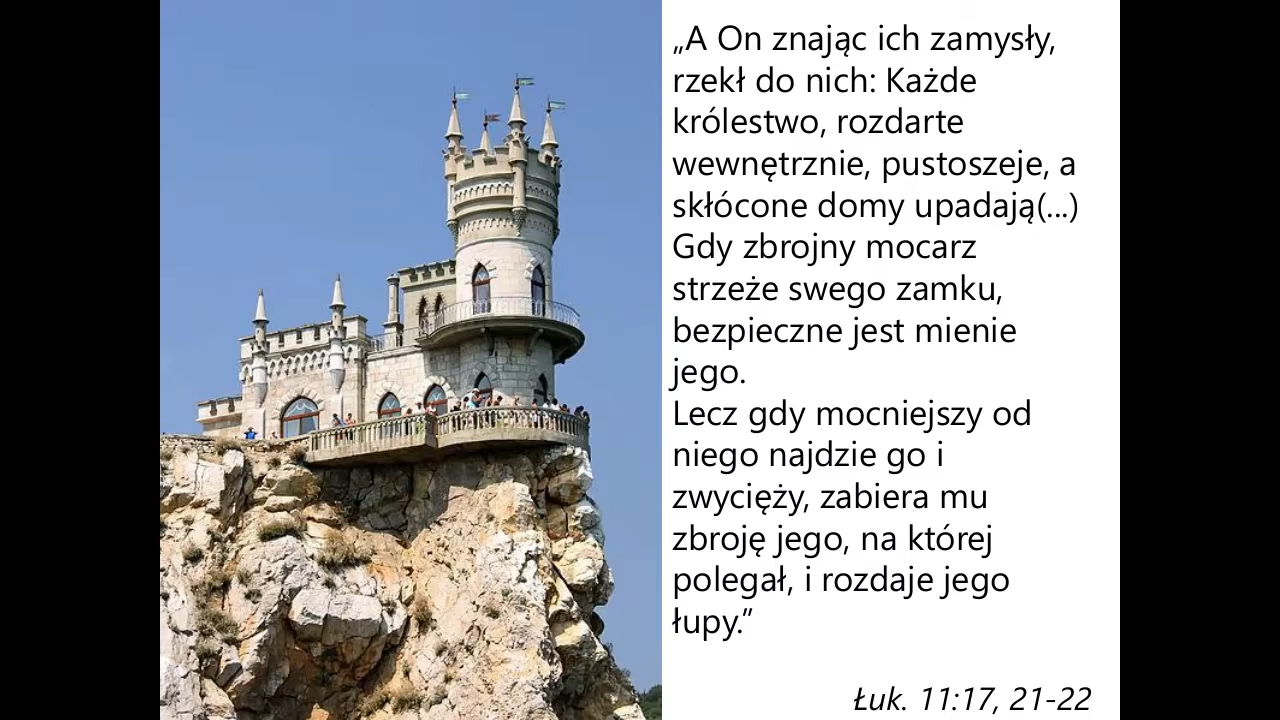 „A On znając ich zamysły,
rzekł do nich: Każde
królestwo, rozdarte
wewnętrznie, pustoszeje, a
skłócone domy upadają(...)
Gdy zbrojny mocarz
strzeże swego zamku,
bezpieczne jest mienie
jego.
Lecz gdy mocniejszy od
niego najdzie go i
zwycięży, zabiera mu
zbroję jego, na której
polegał, i rozdaje jego
łupy.”
Łuk. 11:17, 21-22